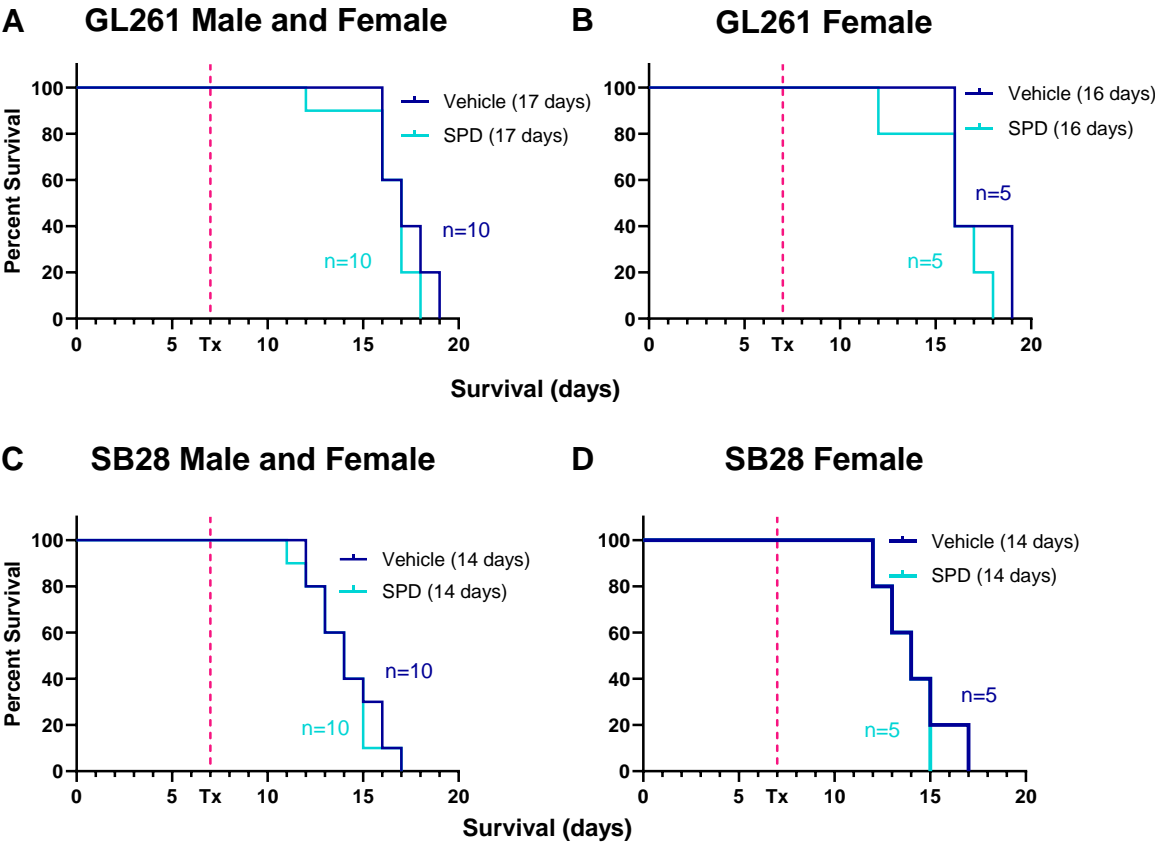 A
GL261 Male and Female
Percent Survival
100
80
60
40
20
0
Vehicle (17 days)
SPD (17 days)
n=10
n=10
0 5 Tx 10 15 20
B
GL261 Female
100
80
60
40
20
0
Vehicle (16 days)
SPD (16 days)
n=5
n=5
0 5 Tx 10 15 20
Survival (days)
C
SB28 Male and Female
Percent Survival
100
80
60
40
20
0
Vehicle (14 days)
SPD (14 days)
n=10
n=10
0 5 Tx 10 15 20
D
SB28 Female
100
80
60
40
20
0
Vehicle (14 days)
SPD (14 days)
n=5
n=5
0 5 Tx 10 15 20
Survival (days)